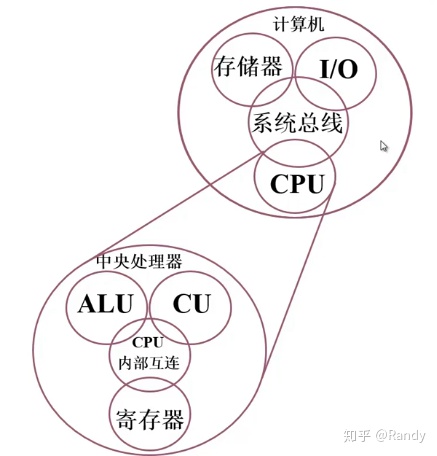 计算机
存储器
I/O
系统总线
CPU
中央处理器
ALU
CU
CPU
内部互连
寄存器
知乎 @Randy